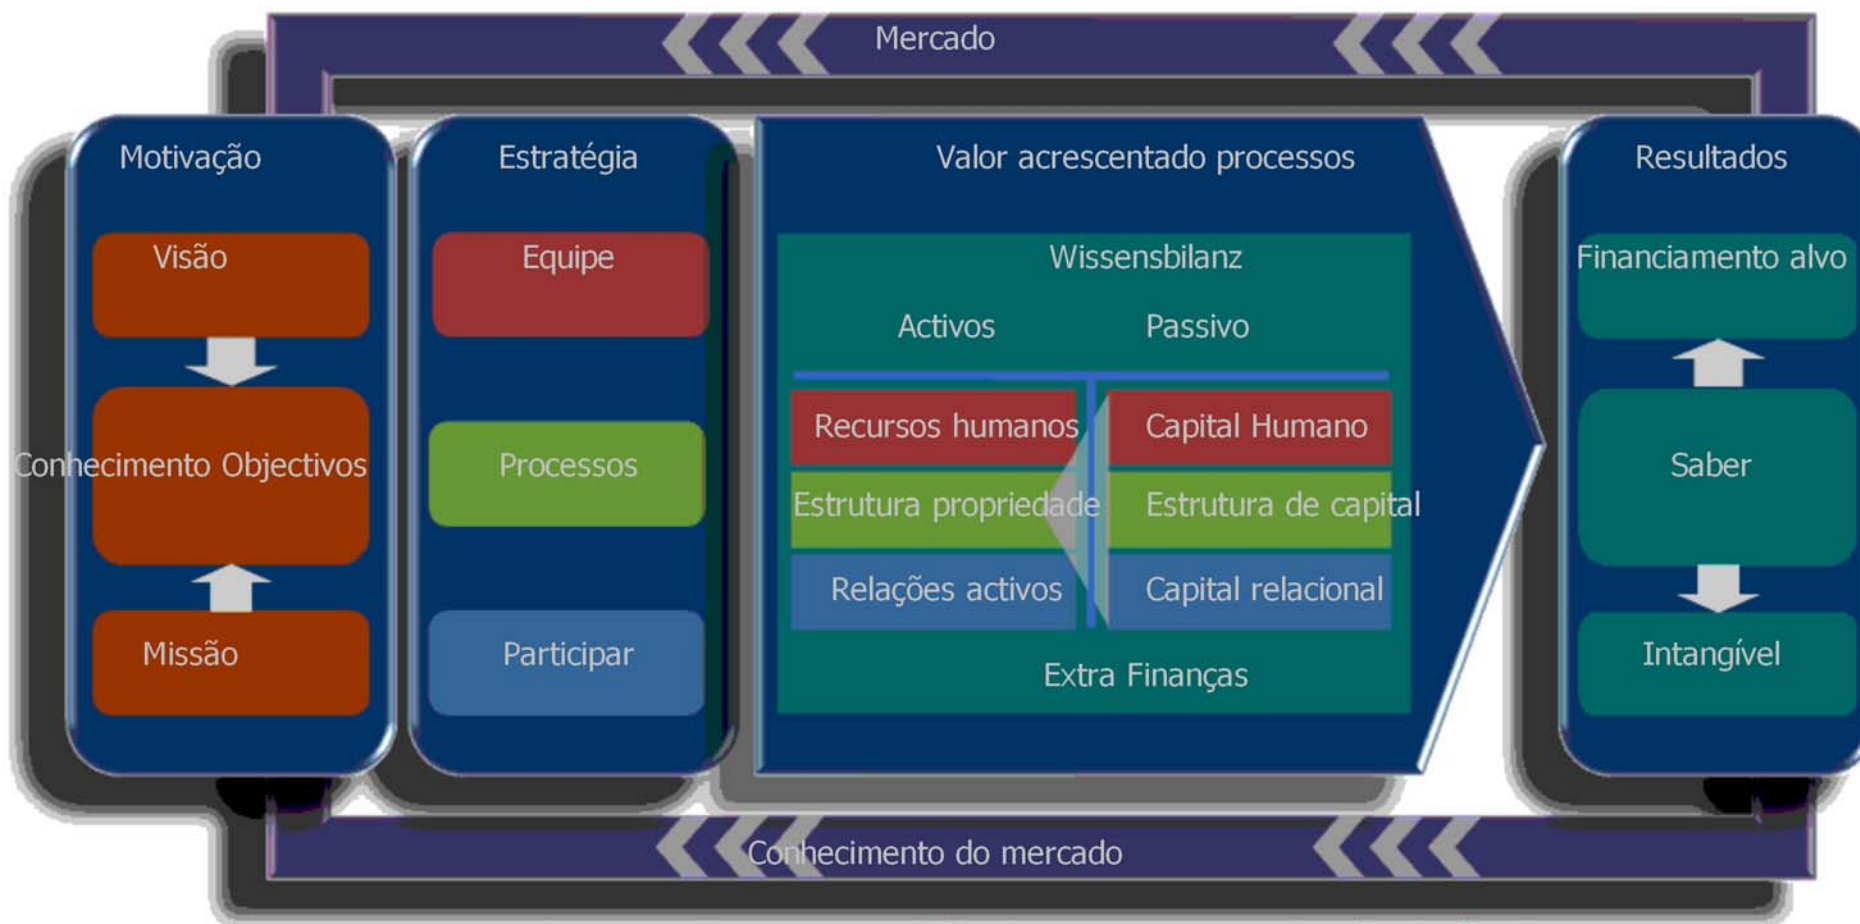 Mercado
Motivação
Visão
Conhecimento Objectivos
Missão
Estratégia
Equipe
Processos
Participar
Valor acrescentado processos
Wissensbilanz
Activos Passivo
Recursos humanos Capital Humano
Estrutura propriedade Estrutura de capital
Relações activos Capital relacional
Extra Finanças
Resultados
Financiamento alvo
Saber
Intangível
Conhecimento do mercado